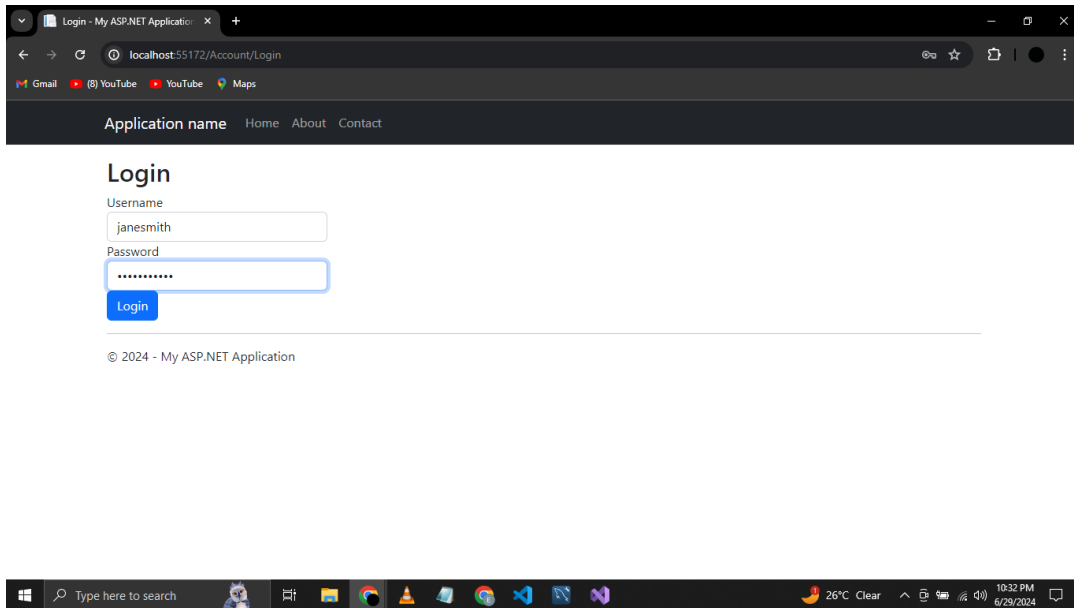 Login - My ASP.NET Application
localhost:55172/Account/Login
Gmail (8) YouTube YouTube Maps
Application name Home About Contact
Login
Username
janesmith
Password
•••••••••••
Login
© 2024 - My ASP.NET Application
Type here to search 26°C Clear 10:32 PM
6/29/2024